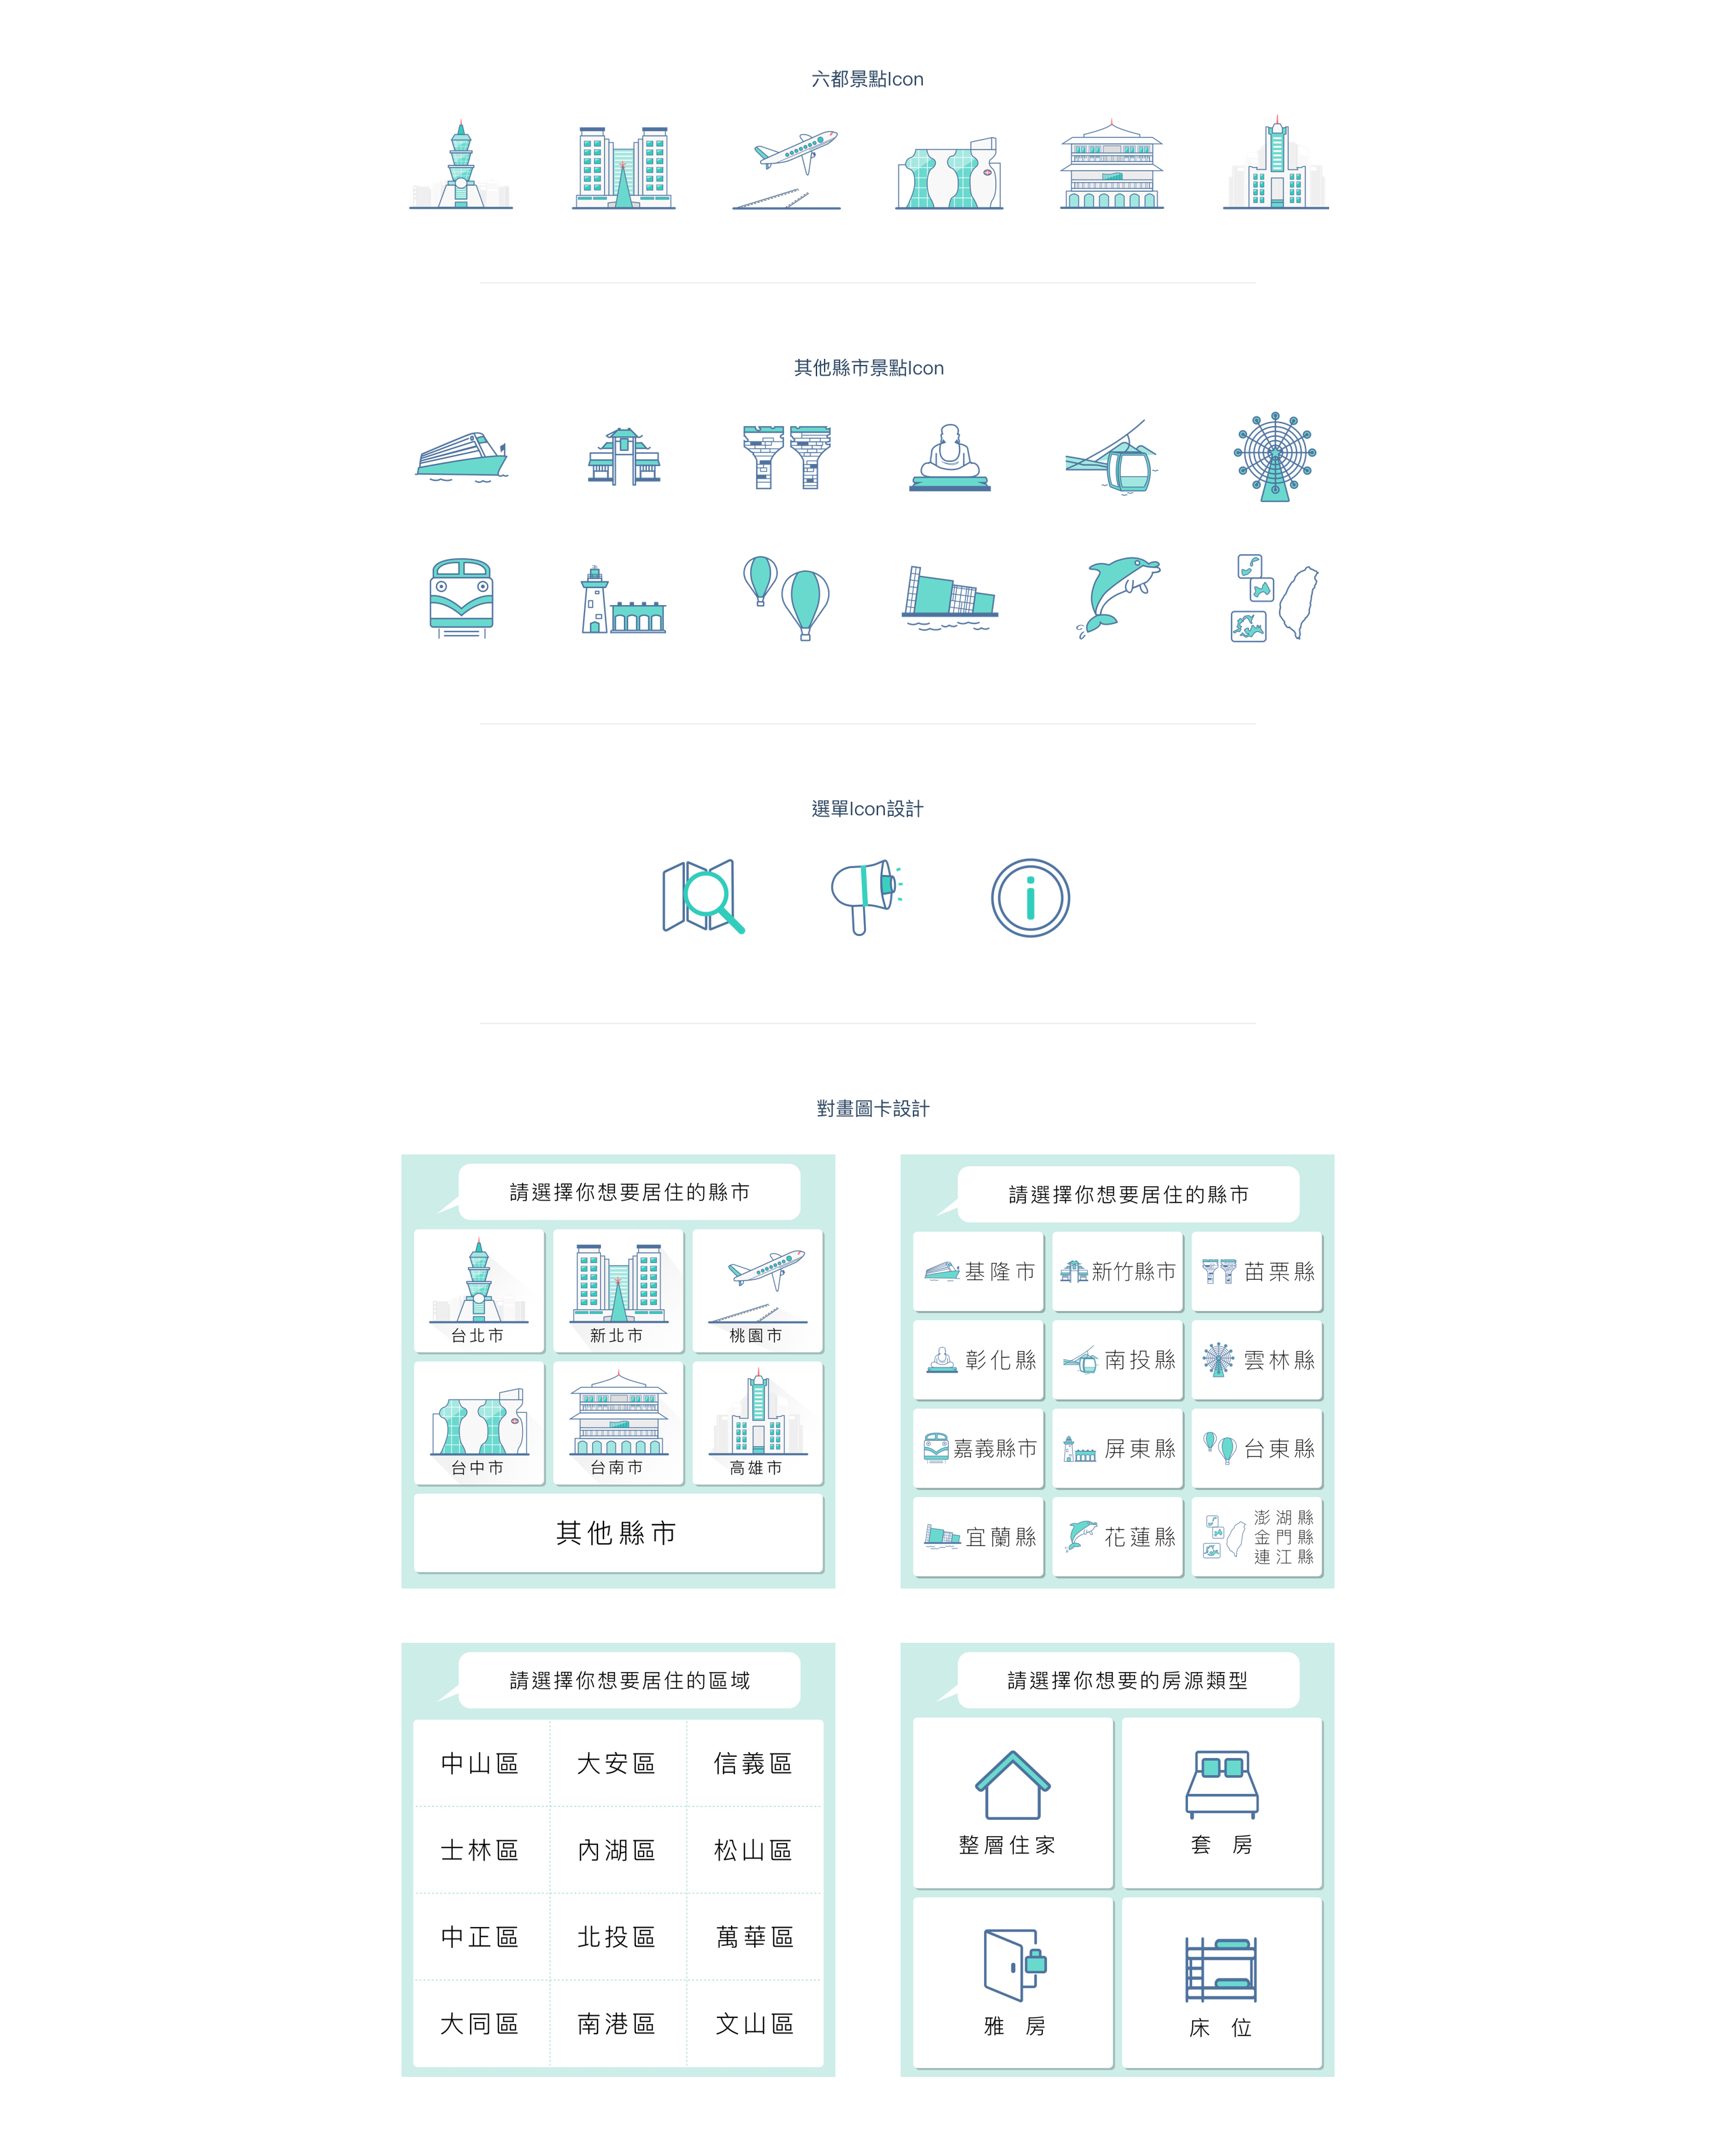 六都景點Icon
其他縣市景點Icon
選單Icon設計
對畫圖卡設計
請選擇你想要居住的縣市
台北市
新北市
桃園市
台中市
台南市
高雄市
其他縣市
請選擇你想要居住的縣市
基隆市
新竹縣市
苗栗縣
彰化縣
南投縣
雲林縣
嘉義縣市
屏東縣
台東縣
宜蘭縣
花蓮縣
澎湖縣
金門縣
連江縣
請選擇你想要居住的區域
中山區
大安區
信義區
士林區
內湖區
松山區
中正區
北投區
萬華區
大同區
南港區
文山區
請選擇你想要的房源類型
整層住家
套房
雅房
床位